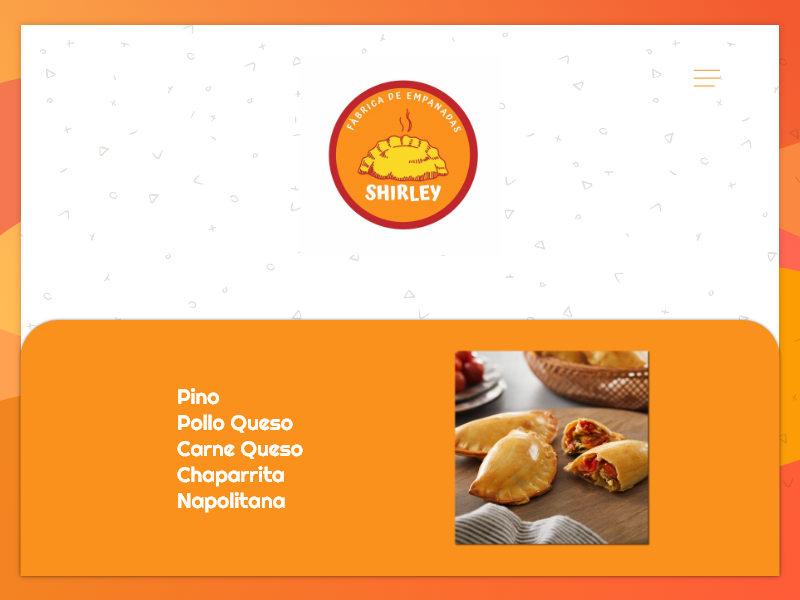 FABRICA DE EMPANADAS
SHIRLEY
Pino
Pollo Queso
Carne Queso
Chaparrita
Napolitana